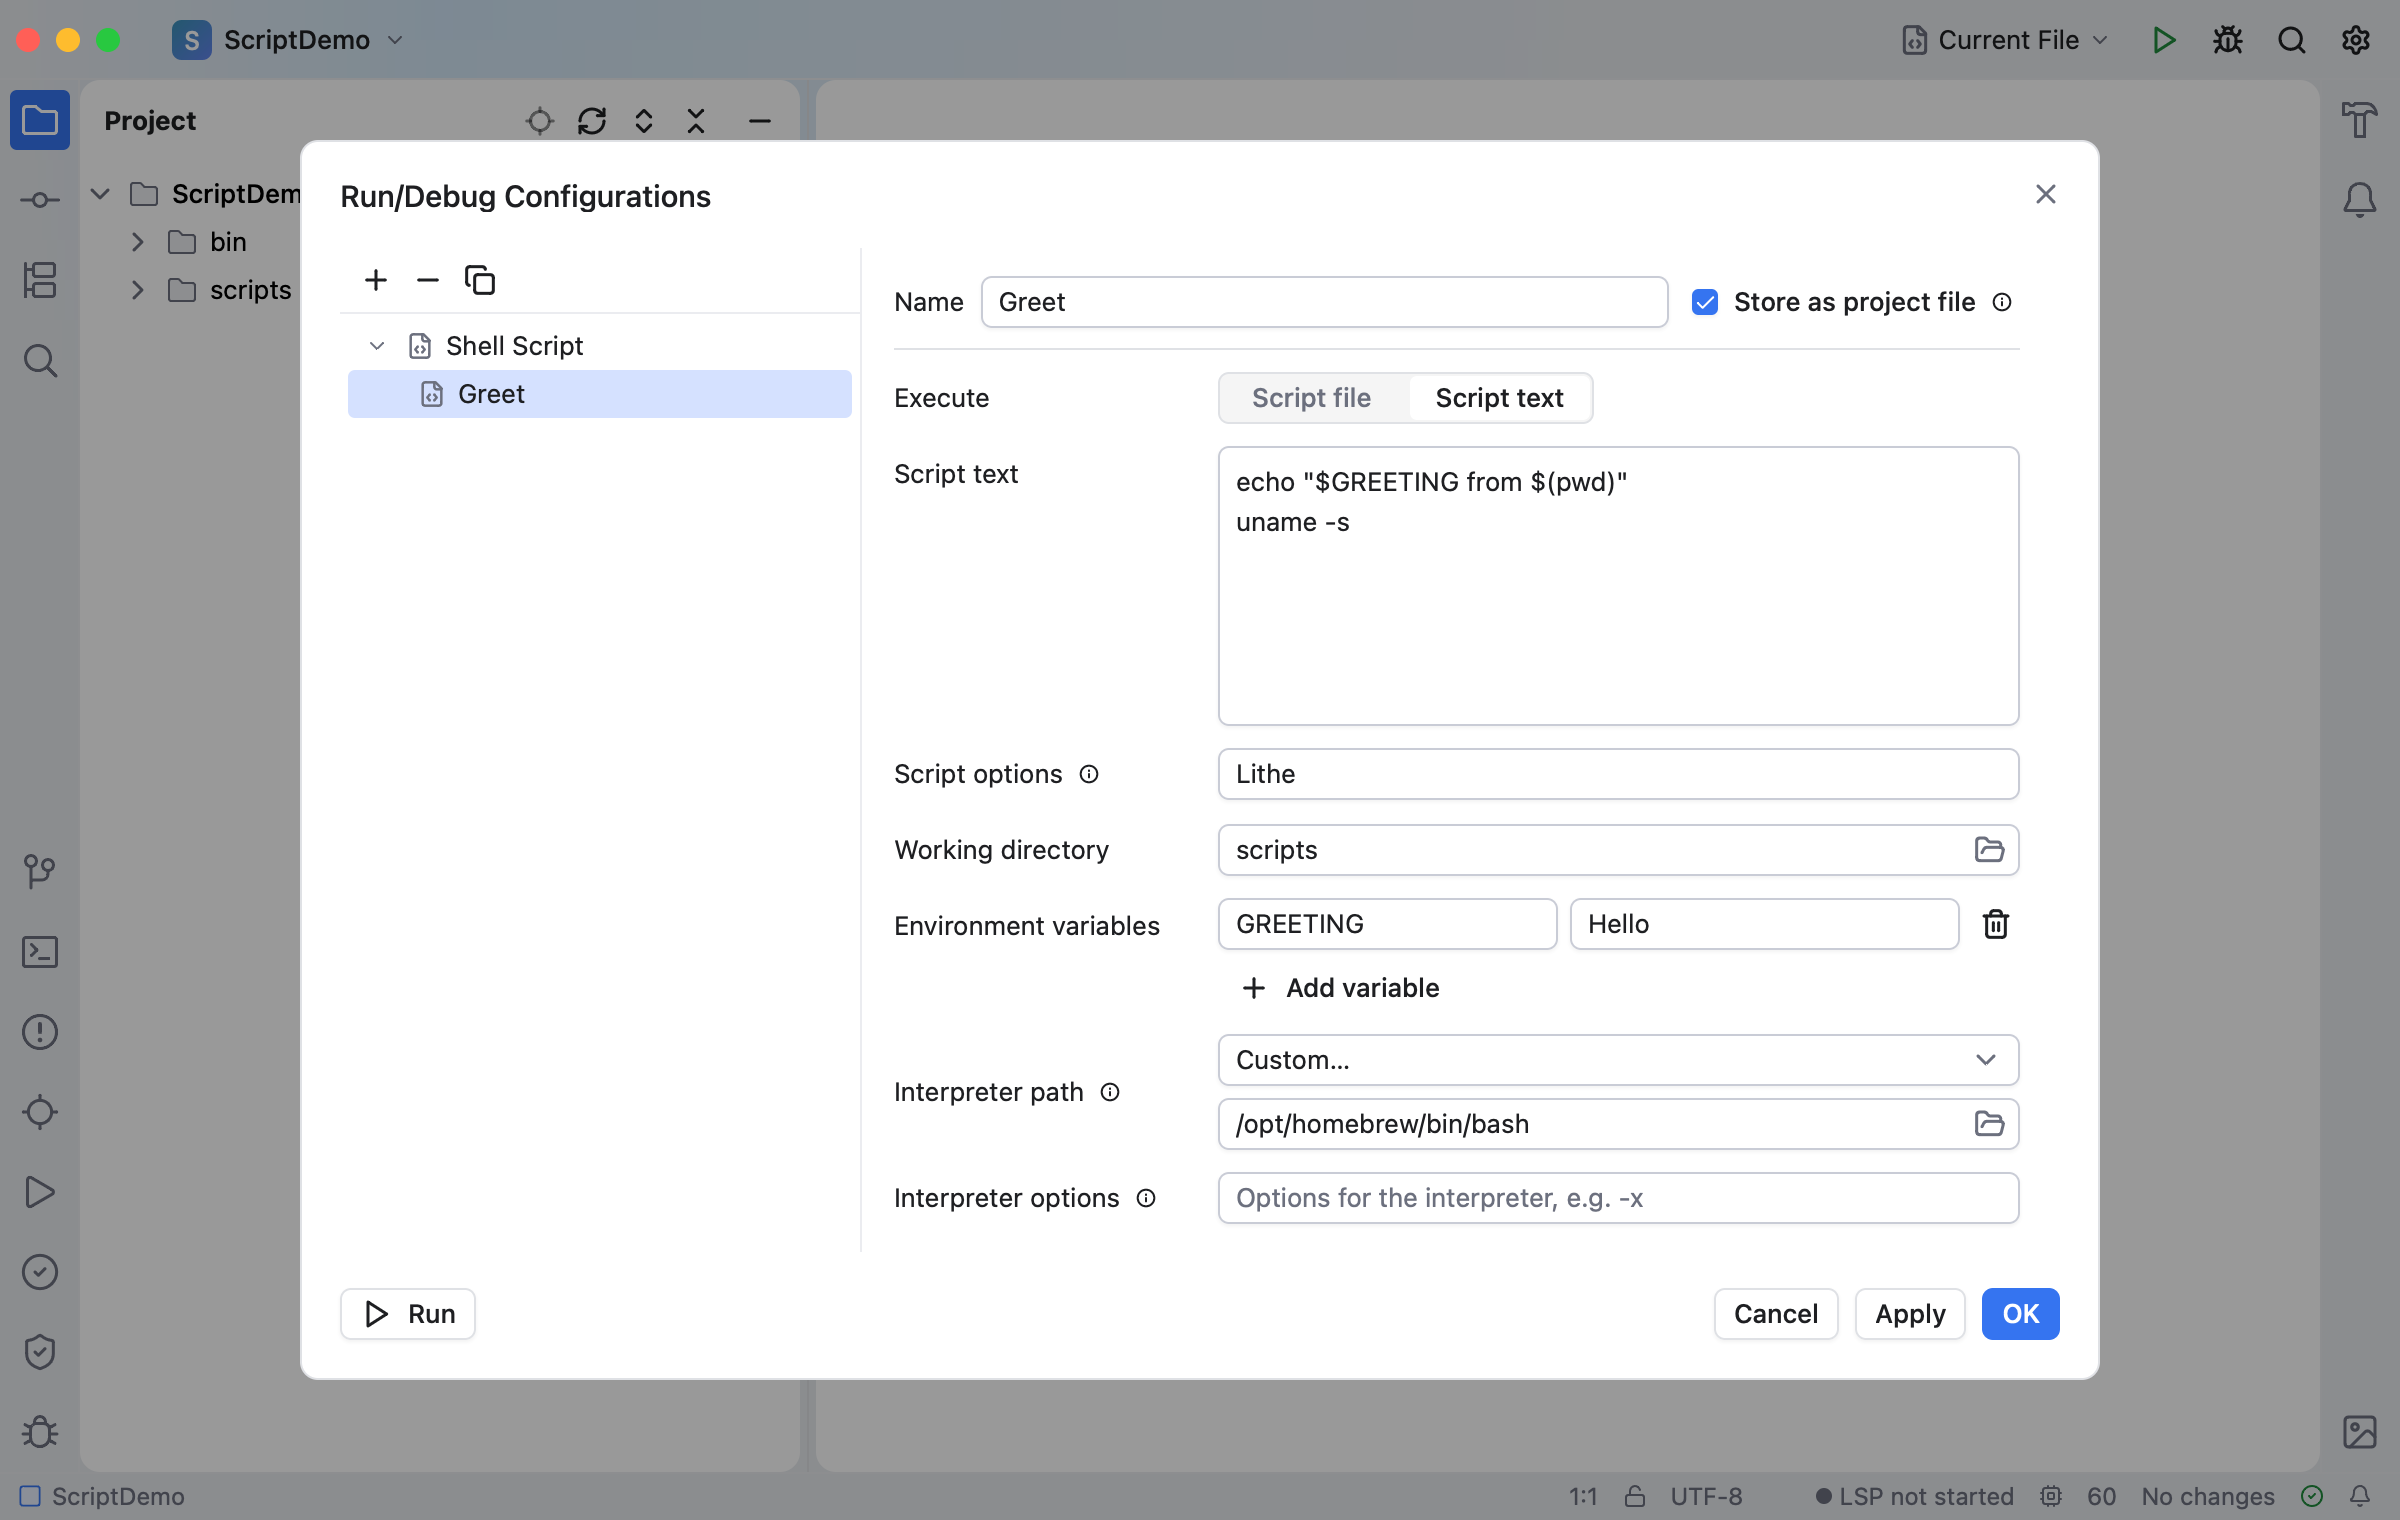 S ScriptDemo
Current File
Project
ScriptDem
bin
scripts
Run/Debug Configurations
Shell Script
Greet
Name
Greet
Store as project file
Execute
Script file
Script text
Script text
echo "$GREETING from $(pwd)"
uname -s
Script options
Lithe
Working directory
scripts
Environment variables
GREETING
Hello
Add variable
Interpreter path
Custom...
/opt/homebrew/bin/bash
Interpreter options
Options for the interpreter, e.g. -x
Run
Cancel
Apply
OK
ScriptDemo
1:1
UTF-8
LSP not started
60
No changes